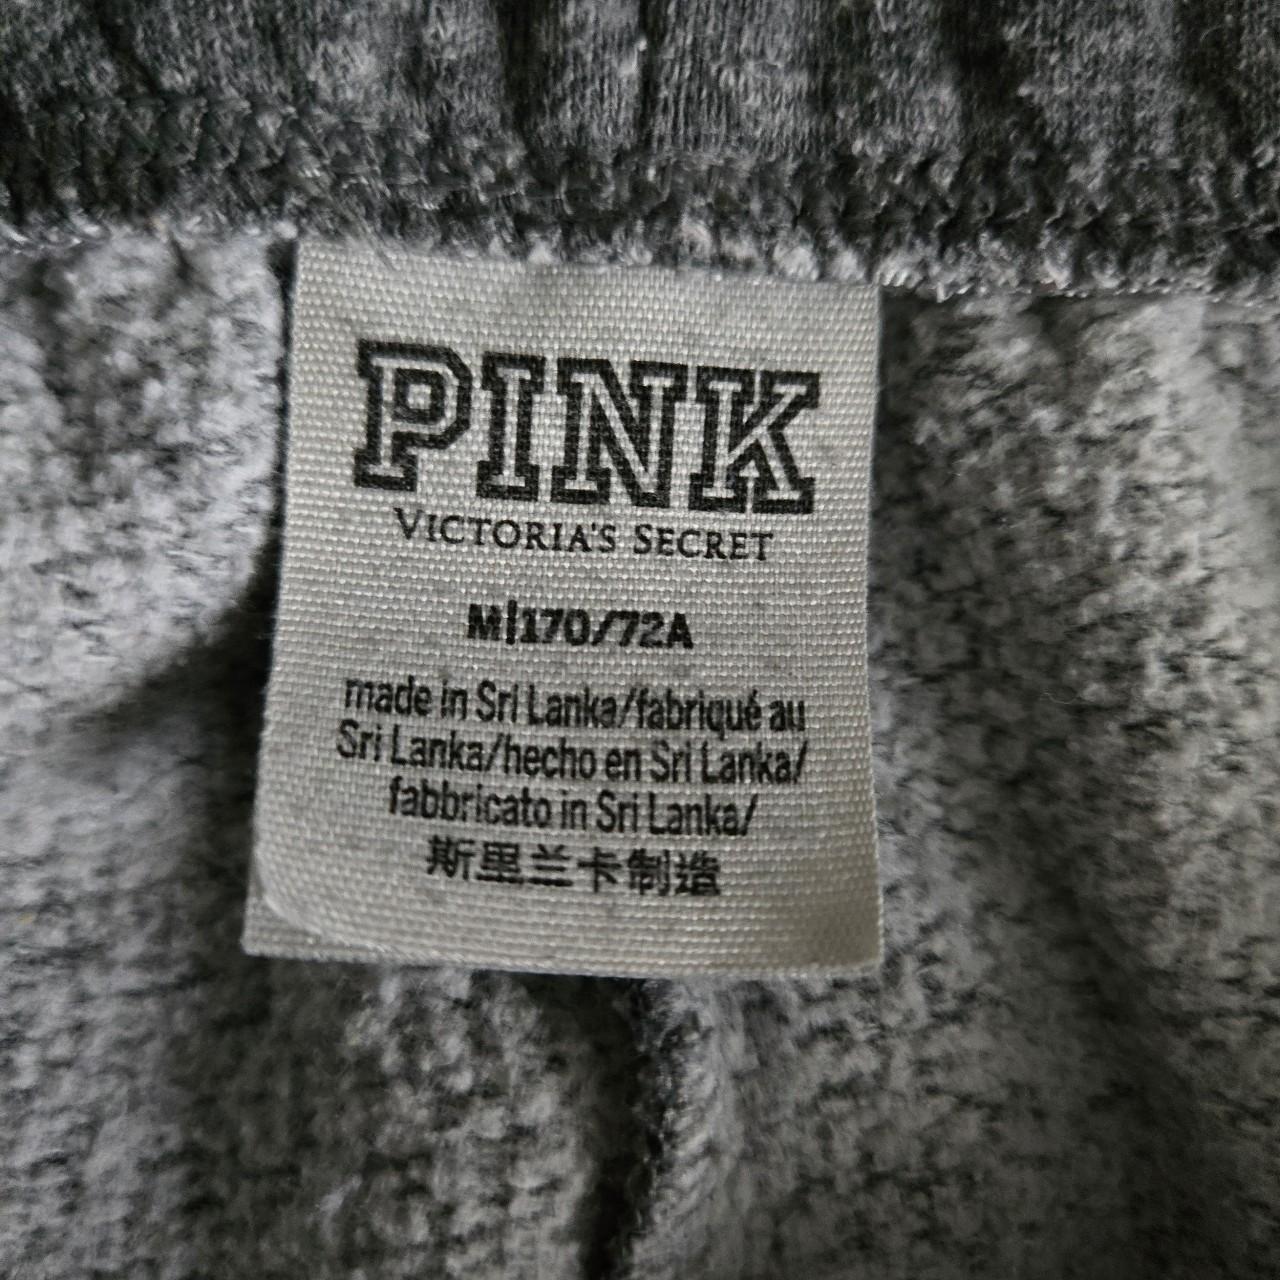 PINK
VICTORIA'S SECRET
M|170/72A
made in Sri Lanka/fabriqué au
Sri Lanka/hecho en Sri Lanka/
fabbricato in Sri Lanka/
斯里兰卡制造